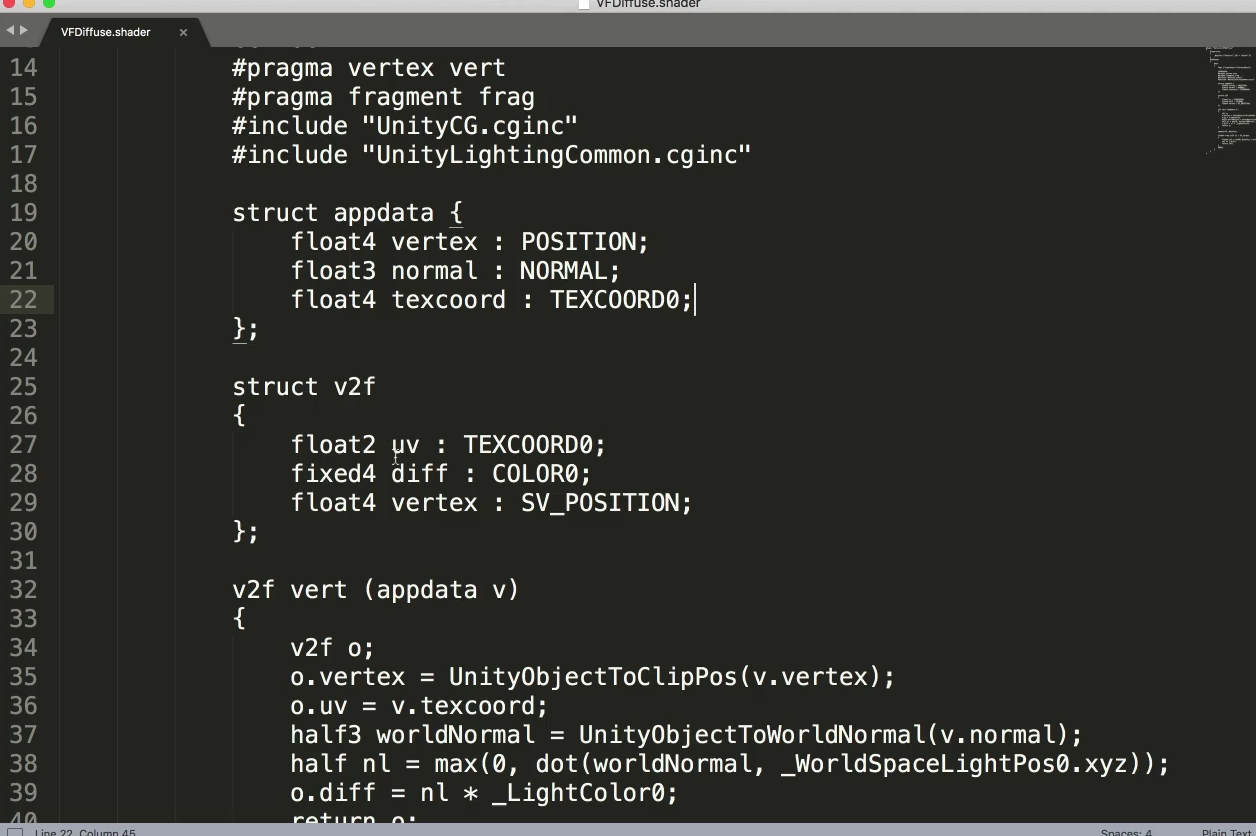 VFDiffuse.shader
VFDiffuse.shader ×
14 #pragma vertex vert
15 #pragma fragment frag
16 #include "UnityCG.cginc"
17 #include "UnityLightingCommon.cginc"
18
19 struct appdata {
20 float4 vertex : POSITION;
21 float3 normal : NORMAL;
22 float4 texcoord : TEXCOORD0;
23 };
24
25 struct v2f
26 {
27 float2 uv : TEXCOORD0;
28 fixed4 diff : COLOR0;
29 float4 vertex : SV_POSITION;
30 };
31
32 v2f vert (appdata v)
33 {
34 v2f o;
35 o.vertex = UnityObjectToClipPos(v.vertex);
36 o.uv = v.texcoord;
37 half3 worldNormal = UnityObjectToWorldNormal(v.normal);
38 half nl = max(0, dot(worldNormal, _WorldSpaceLightPos0.xyz));
39 o.diff = nl * _LightColor0;
40 return o;
Line 22, Column 45 Spaces: 4 Plain Text